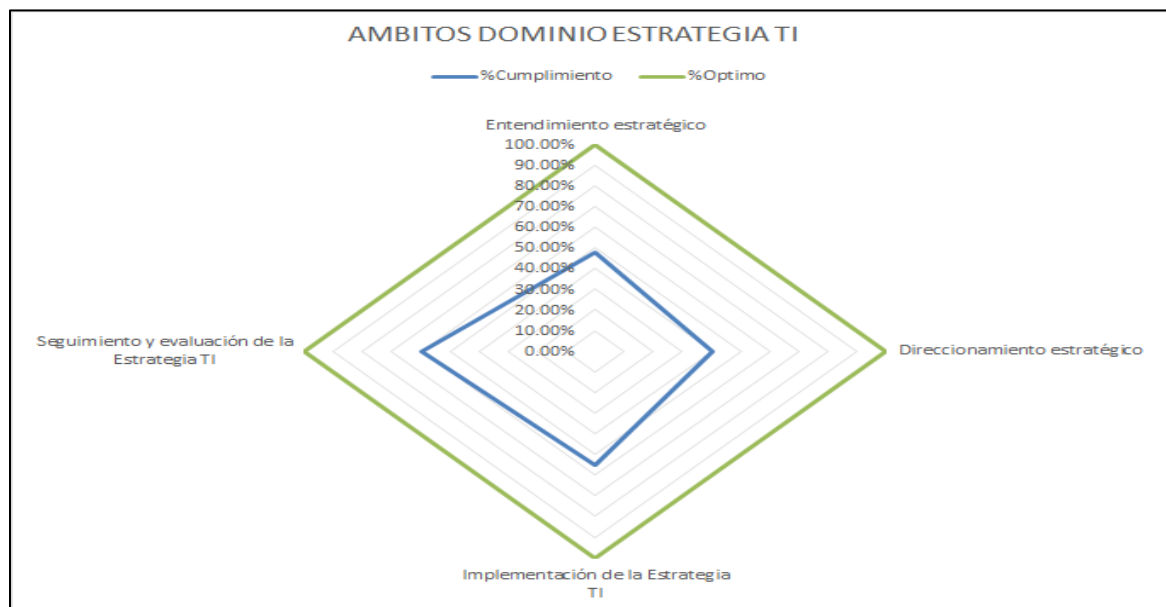 AMBITOS DOMINIO ESTRATEGIA TI
%Cumplimiento %Optimo
Entendimiento estratégico
100.00%
90.00%
80.00%
70.00%
60.00%
50.00%
40.00%
30.00%
20.00%
10.00%
0.00%
Seguimiento y evaluación de la
Estrategia TI
Direccionamiento estratégico
Implementación de la Estrategia
TI